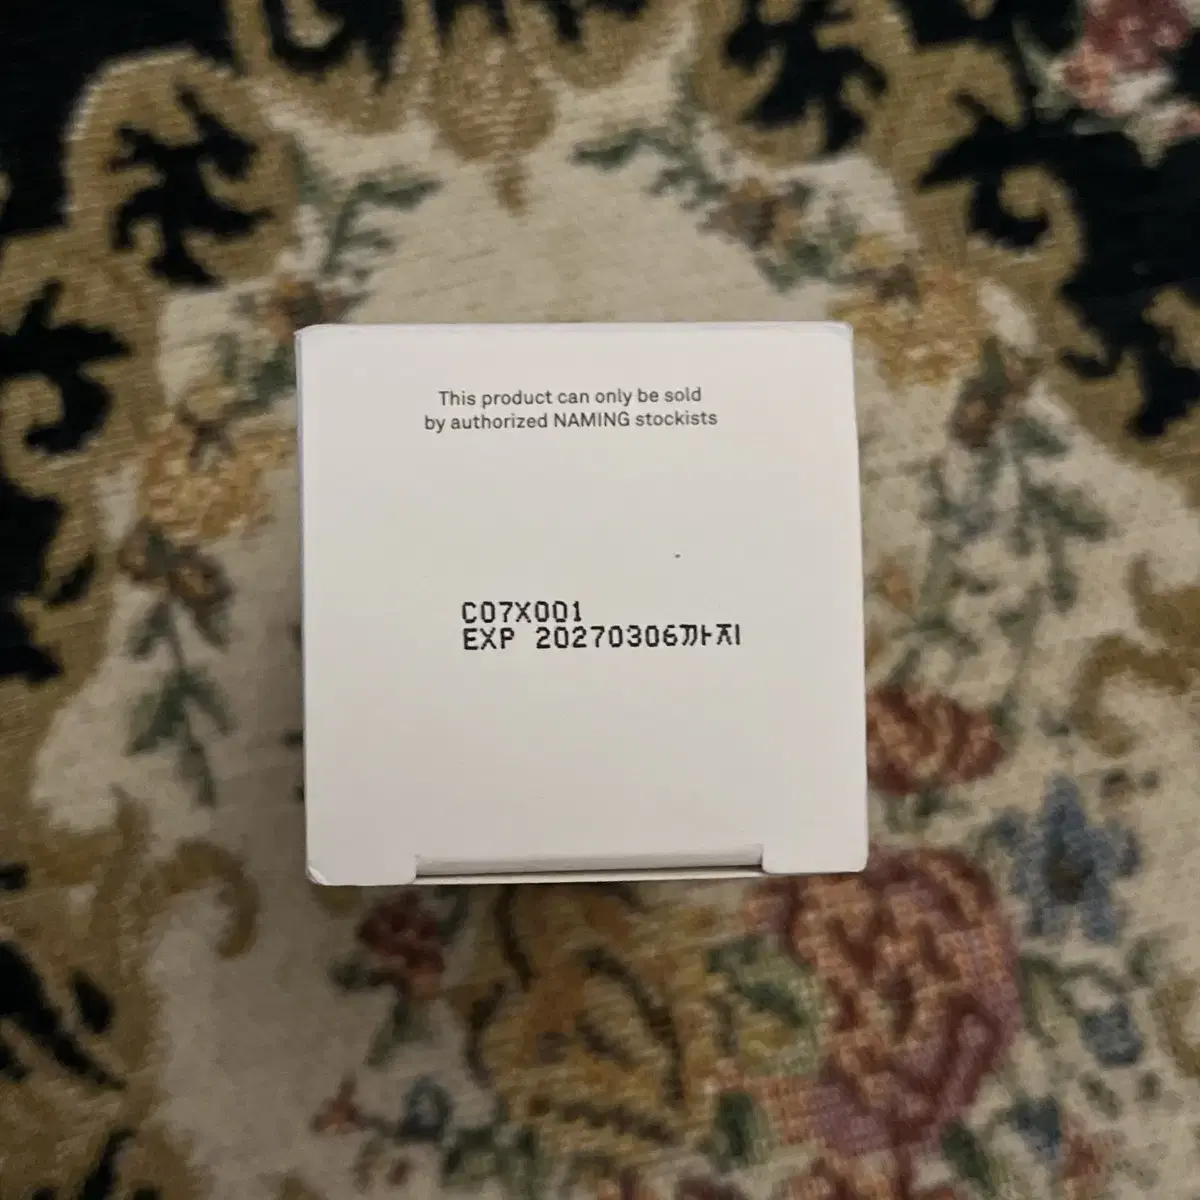 This product can only be sold
by authorized NAMING stockists
C07X001
EXP 20270306까지